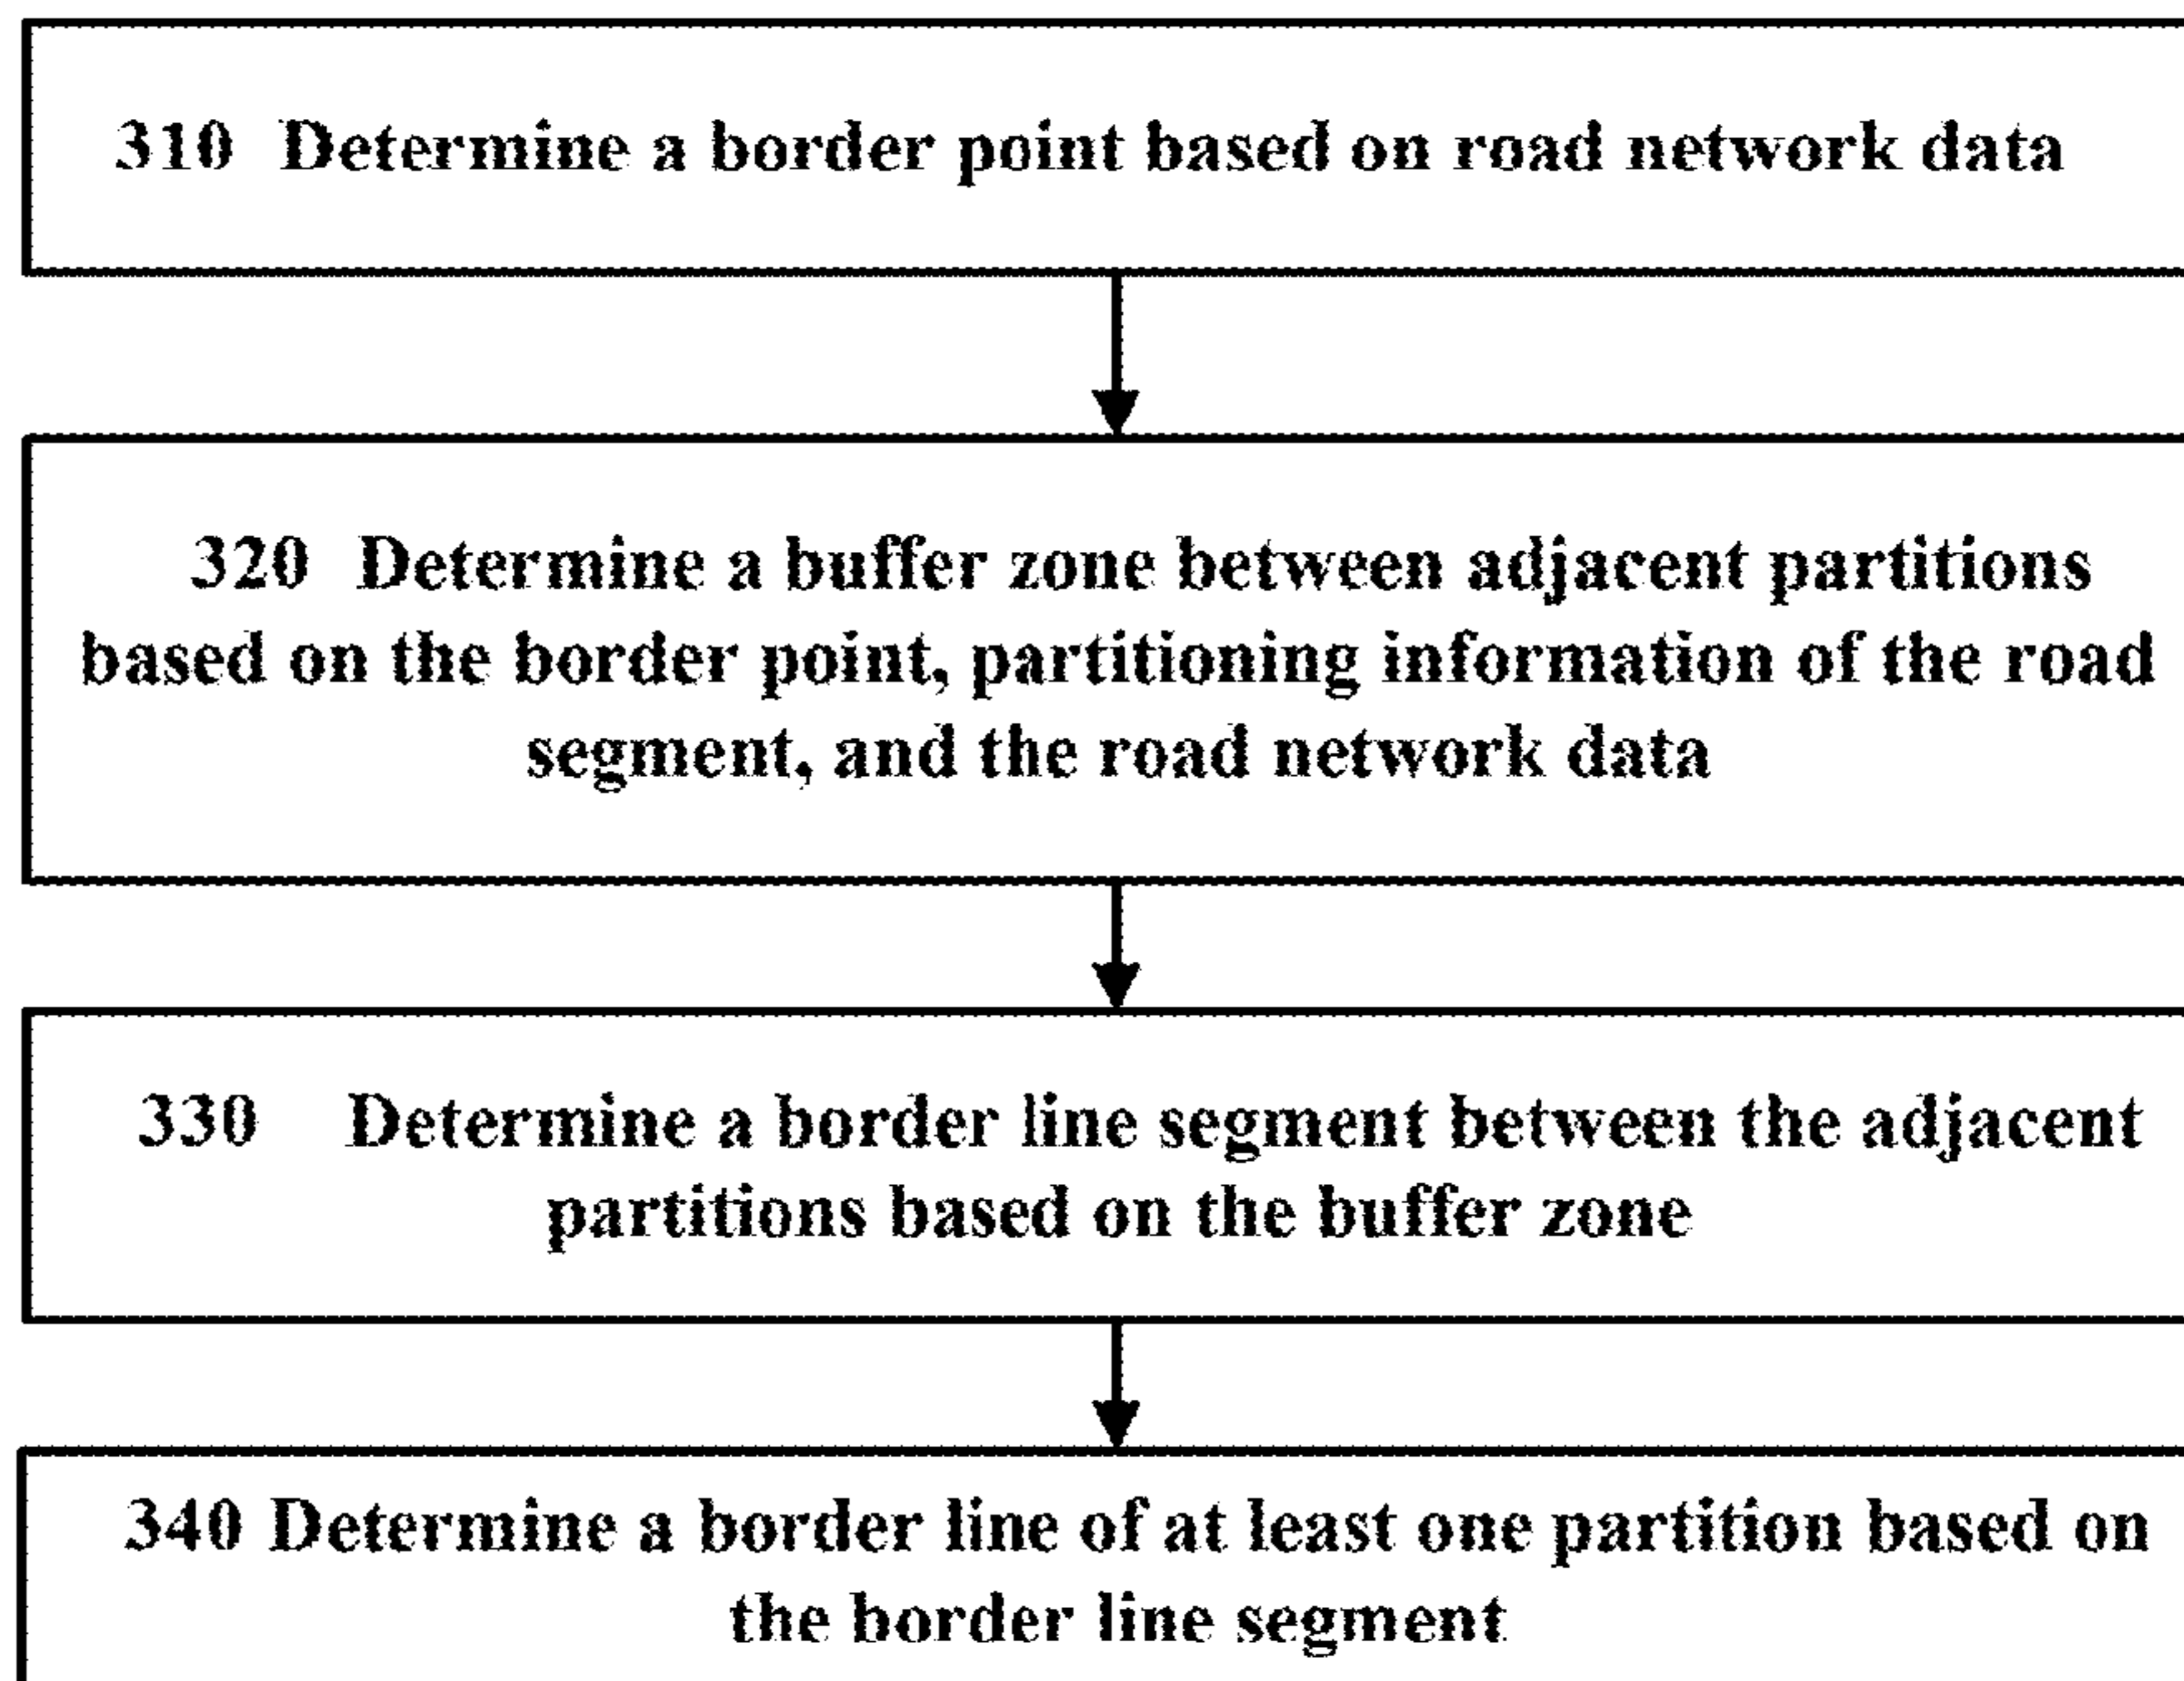 310 Determine a border point based on road network data
320 Determine a buffer zone between adjacent partitions
based on the border point, partitioning information of the road
segment, and the road network data
330 Determine a border line segment between the adjacent
partitions based on the buffer zone
340 Determine a border line of at least one partition based on
the border line segment